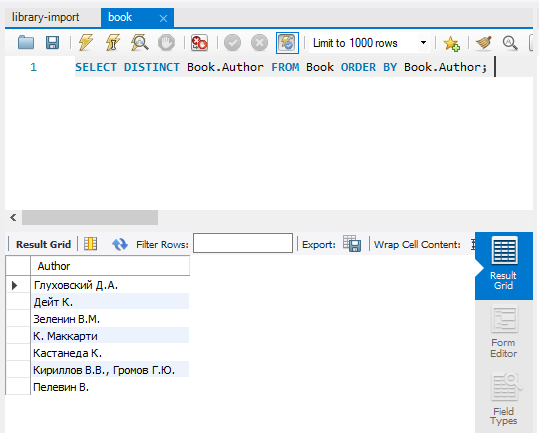 library-import book
Limit to 1000 rows
1 SELECT DISTINCT Book.Author FROM Book ORDER BY Book.Author;
Result Grid Filter Rows: Export: Wrap Cell Content:
Author
Глуховский Д.А.
Дейт К.
Зеленин В.М.
К. Маккарти
Кастанеда К.
Кириллов В.В., Громов Г.Ю.
Пелевин В.
Result
Grid
Form
Editor
Field
Types